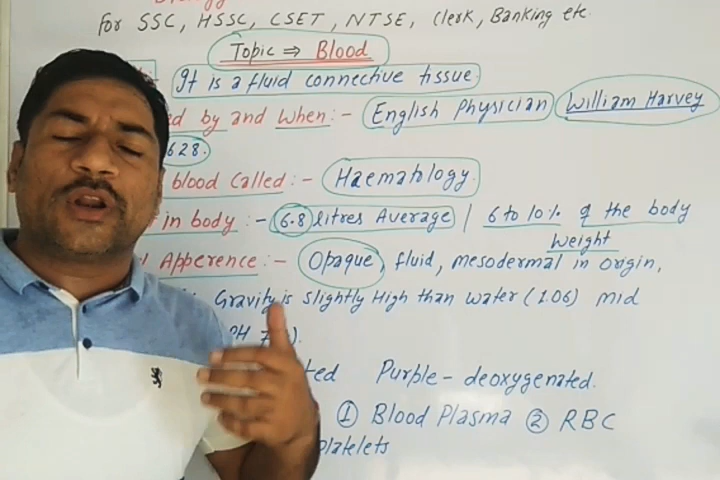 For SSC, HSSC, CSET, NTSE, Clerk, Banking etc.
Topic ⇒ Blood
It is a fluid connective tissue
ed by and when :- English Physician William Harvey
628.
blood called :- Haematology.
in body :- 6.8 litres Average / 6 to 10% of the body
Weight
Apperence :- Opaque, fluid, mesodermal in origin,
Gravity is slightly High than water (1.06) mid
PH 7
ted Purple - deoxygenated.
① Blood Plasma ② RBC
platelets